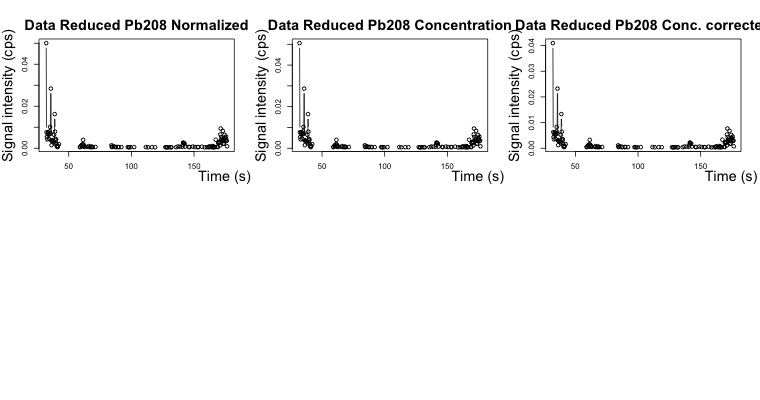 Data Reduced Pb208 Normalized
Signal intensity (cps)
0.00
0.02
0.04
50
100
150
Time (s)
Data Reduced Pb208 Concentration
Signal intensity (cps)
0.00
0.02
0.04
50
100
150
Time (s)
Data Reduced Pb208 Conc. correcte
Signal intensity (cps)
0.00
0.01
0.02
0.03
0.04
50
100
150
Time (s)